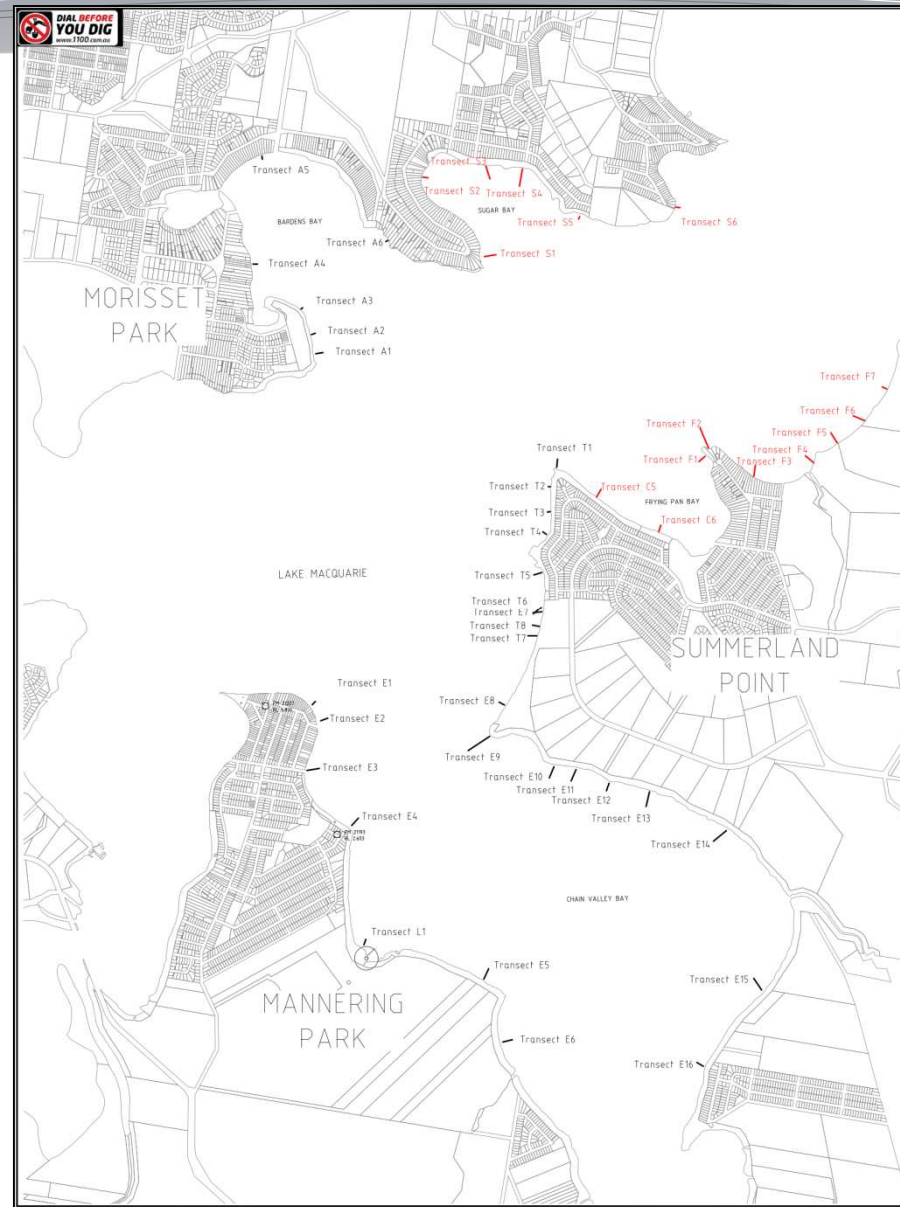 DIAL BEFORE
YOU DIG
www.1100.com.au
Transect S3
Transect A5
Transect S2
Transect S4
SUGAR BAY
BARDENS BAY
Transect S5
Transect S6
Transect A6
Transect S1
Transect A4
MORISSET
PARK
Transect A3
Transect A2
Transect A1
Transect F7
Transect F6
Transect F2
Transect F5
Transect T1
Transect F4
Transect F1
Transect F3
Transect T2
Transect C5
FRYING PAN BAY
Transect T3
Transect C6
Transect T4
LAKE MACQUARIE
Transect T5
Transect T6
Transect E7
Transect T8
Transect T7
SUMMERLAND
POINT
Transect E1
Transect E8
Transect E2
Transect E9
Transect E3
Transect E10
Transect E11
Transect E12
Transect E4
Transect E13
Transect E14
CHAIN VALLEY BAY
Transect L1
Transect E5
Transect E15
MANNERING
PARK
Transect E6
Transect E16